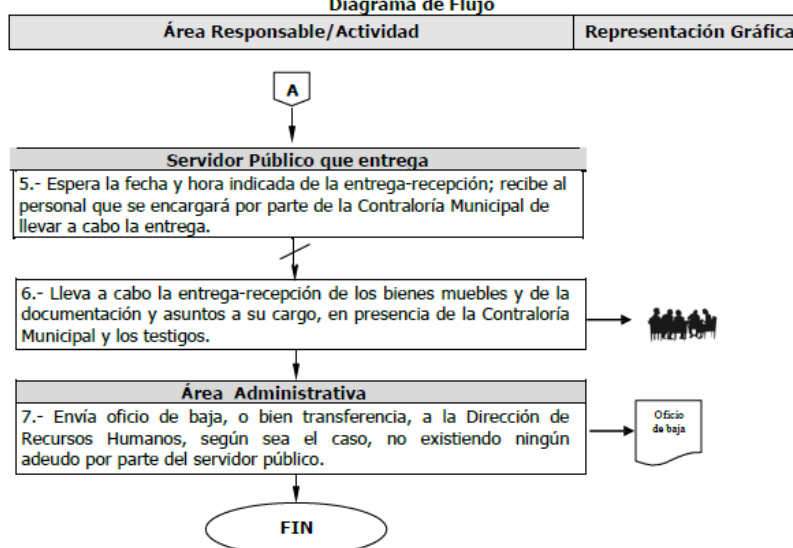 Diagrama de Flujo
Área Responsable/Actividad Representación Gráfica
A
Servidor Público que entrega
5.- Espera la fecha y hora indicada de la entrega-recepción; recibe al
personal que se encargará por parte de la Contraloría Municipal de
llevar a cabo la entrega.
6.- Lleva a cabo la entrega-recepción de los bienes muebles y de la
documentación y asuntos a su cargo, en presencia de la Contraloría
Municipal y los testigos.
Área Administrativa
7.- Envía oficio de baja, o bien transferencia, a la Dirección de
Recursos Humanos, según sea el caso, no existiendo ningún
adeudo por parte del servidor público.
Oficio
de baja
FIN